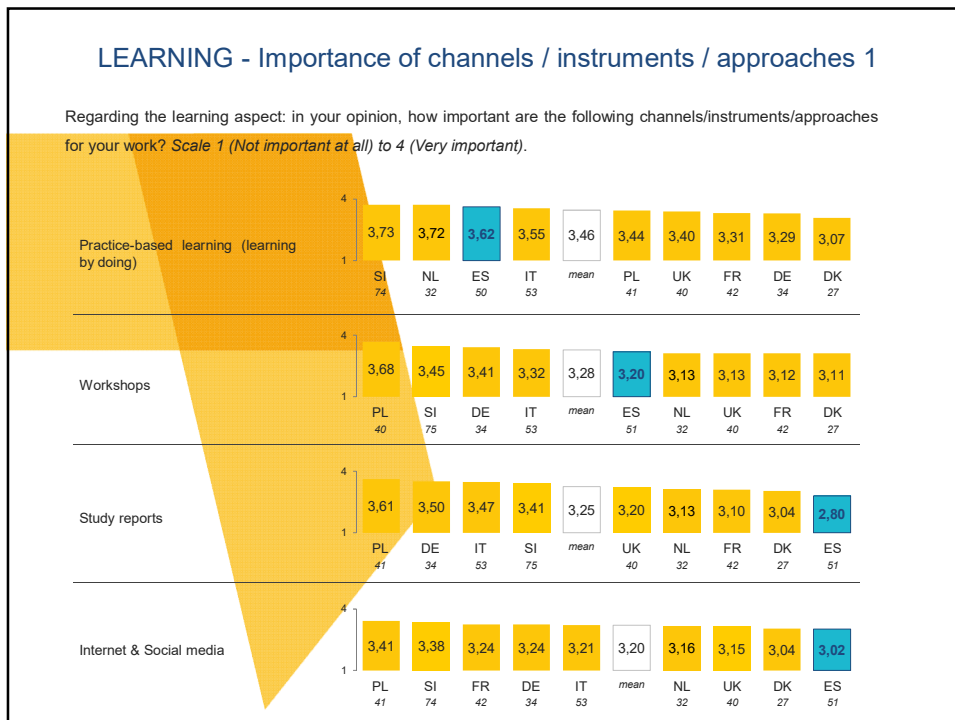 LEARNING - Importance of channels / instruments / approaches 1
Regarding the learning aspect: in your opinion, how important are the following channels/instruments/approaches
for your work? Scale 1 (Not important at all) to 4 (Very important).
Practice-based learning (learning
by doing)
4
1
3,73 3,72 3,62 3,55 3,46 3,44 3,40 3,31 3,29 3,07
SI NL ES IT mean PL UK FR DE DK
74 32 50 53 41 40 42 34 27
Workshops
4
1
3,68 3,45 3,41 3,32 3,28 3,20 3,13 3,13 3,12 3,11
PL SI DE IT mean ES NL UK FR DK
40 75 34 53 51 32 40 42 27
Study reports
4
1
3,61 3,50 3,47 3,41 3,25 3,20 3,13 3,10 3,04 2,80
PL DE IT SI mean UK NL FR DK ES
41 34 53 75 40 32 42 27 51
Internet & Social media
4
1
3,41 3,38 3,24 3,24 3,21 3,20 3,16 3,15 3,04 3,02
PL SI FR DE IT mean NL UK DK ES
41 74 42 34 53 32 40 27 51